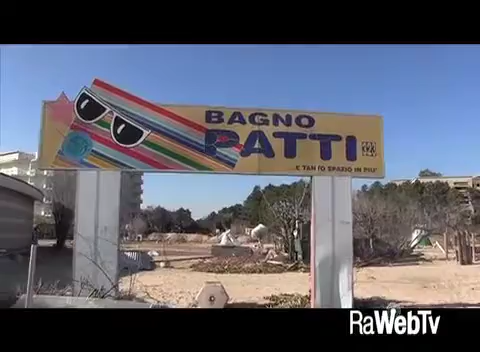 BAGNO
PATTI
...E TANTO SPAZIO IN PIU'
RaWebTv